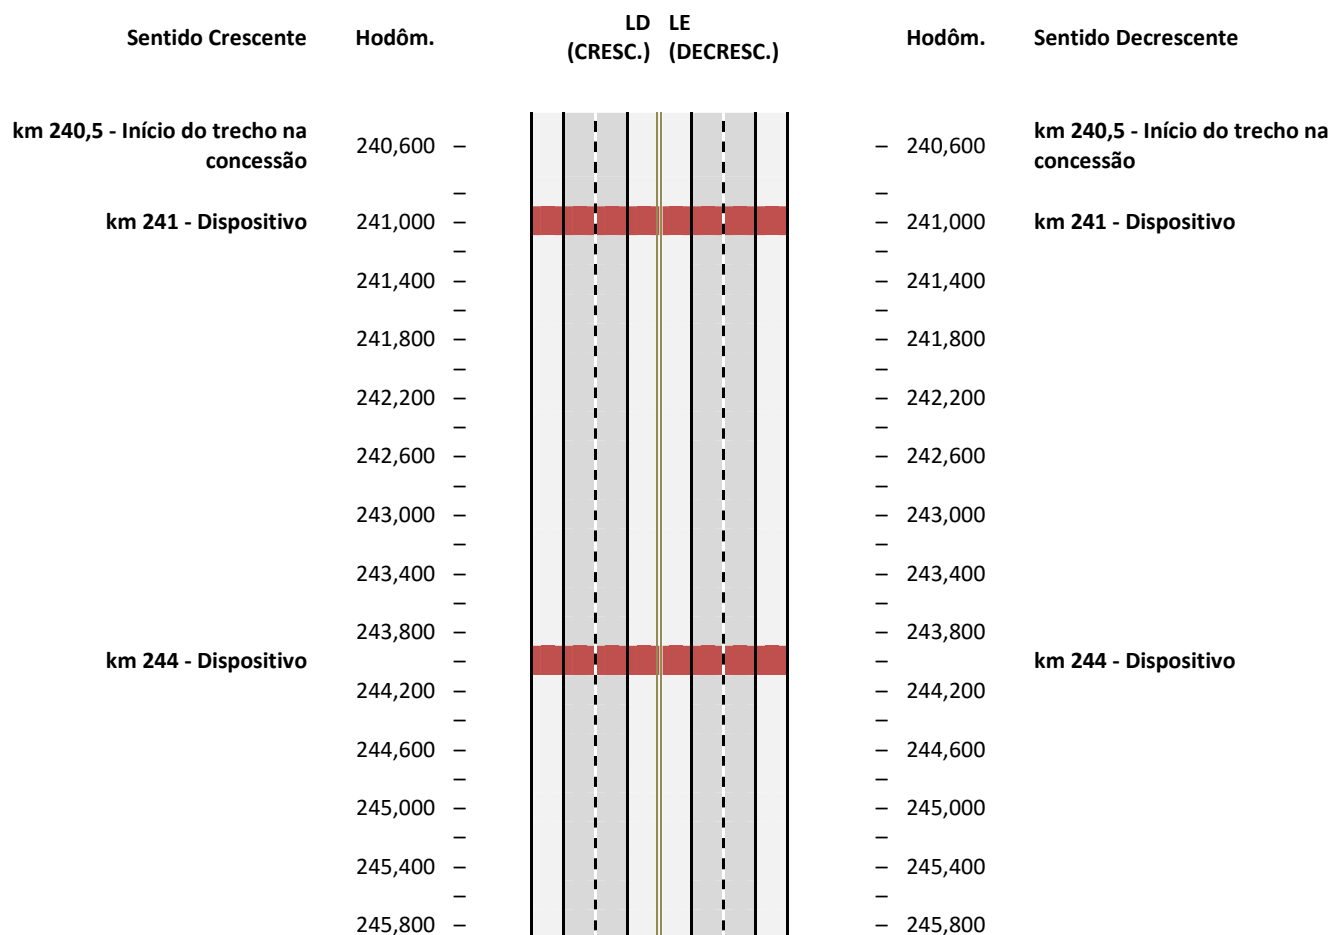 Sentido Crescente Hodôm. LD LE Hodôm. Sentido Decrescente
(CRESC.) (DECRESC.)
km 240,5 - Início do trecho na km 240,5 - Início do trecho na
concessão 240,600 – – 240,600 concessão
– –
km 241 - Dispositivo 241,000 – – 241,000 km 241 - Dispositivo
– –
241,400 – – 241,400
– –
241,800 – – 241,800
– –
242,200 – – 242,200
– –
242,600 – – 242,600
– –
243,000 – – 243,000
– –
243,400 – – 243,400
– –
243,800 – – 243,800
km 244 - Dispositivo – – km 244 - Dispositivo
244,200 – – 244,200
– –
244,600 – – 244,600
– –
245,000 – – 245,000
– –
245,400 – – 245,400
– –
245,800 – – 245,800